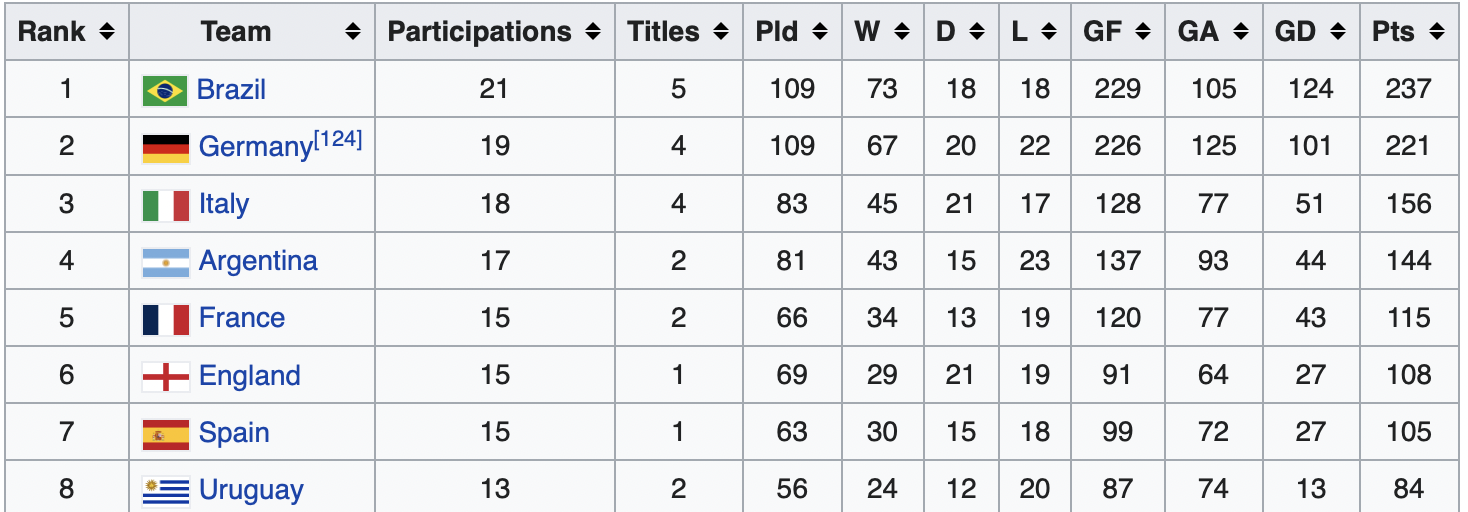 Rank Team Participations Titles Pld W D L GF GA GD Pts
1 Brazil 21 5 109 73 18 18 229 105 124 237
2 Germany[124] 19 4 109 67 20 22 226 125 101 221
3 Italy 18 4 83 45 21 17 128 77 51 156
4 Argentina 17 2 81 43 15 23 137 93 44 144
5 France 15 2 66 34 13 19 120 77 43 115
6 England 15 1 69 29 21 19 91 64 27 108
7 Spain 15 1 63 30 15 18 99 72 27 105
8 Uruguay 13 2 56 24 12 20 87 74 13 84